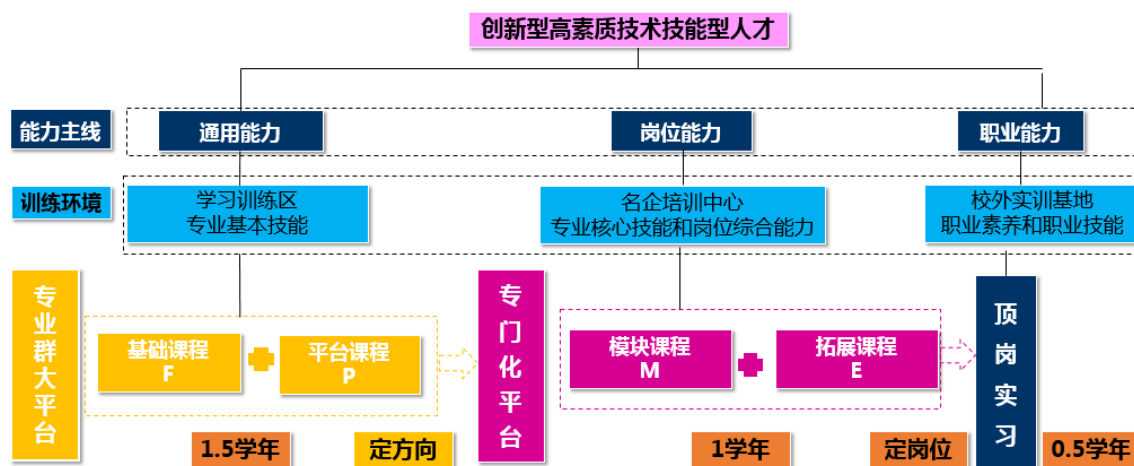 创新型高素质技术技能型人才
能力主线
通用能力
岗位能力
职业能力
训练环境
学习训练区
专业基本技能
名企培训中心
专业核心技能和岗位综合能力
校外实训基地
职业素养和职业技能
专业群大平台
基础课程
F
平台课程
P
专门化平台
模块课程
M
拓展课程
E
顶岗实习
1.5学年
定方向
1学年
定岗位
0.5学年